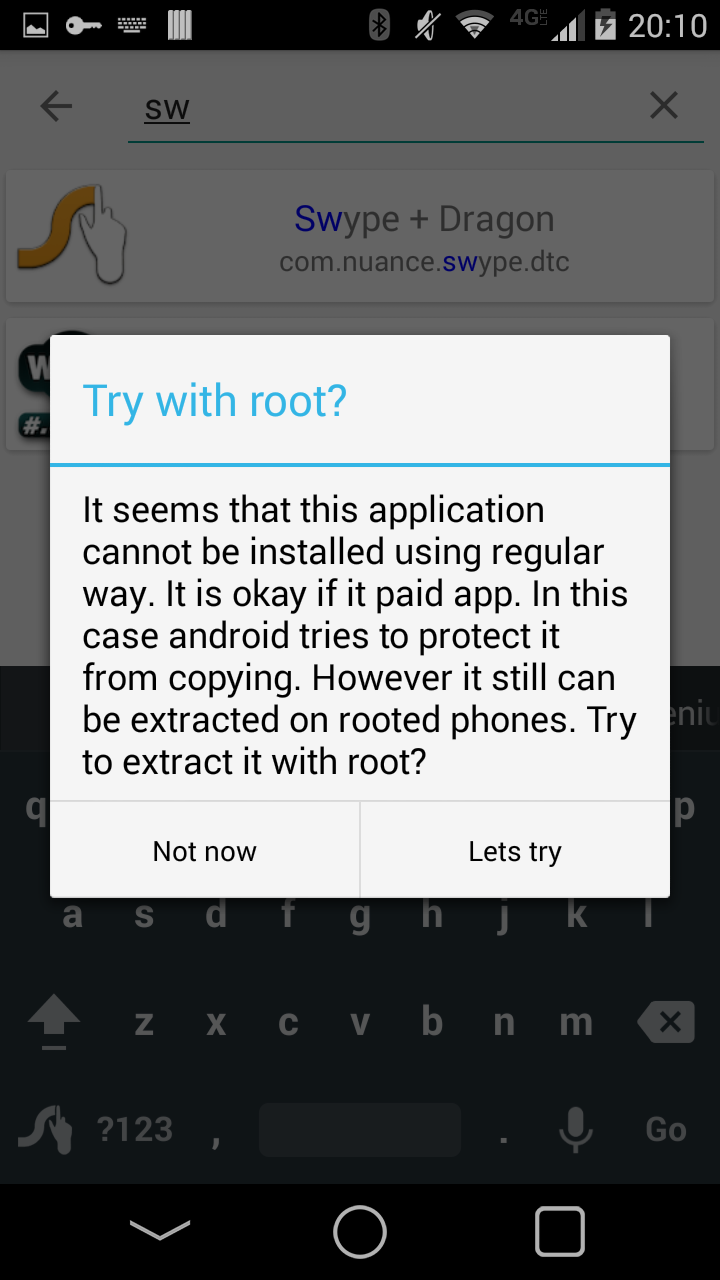 4G LTE 20:10
sw
Swype + Dragon
com.nuance.swype.dtc
W
#.
Try with root?
It seems that this application
cannot be installed using regular
way. It is okay if it paid app. In this
case android tries to protect it
from copying. However it still can
be extracted on rooted phones. Try
to extract it with root?
Not now Lets try
q p
a s d f g h j k l
z x c v b n m
?123 , . Go